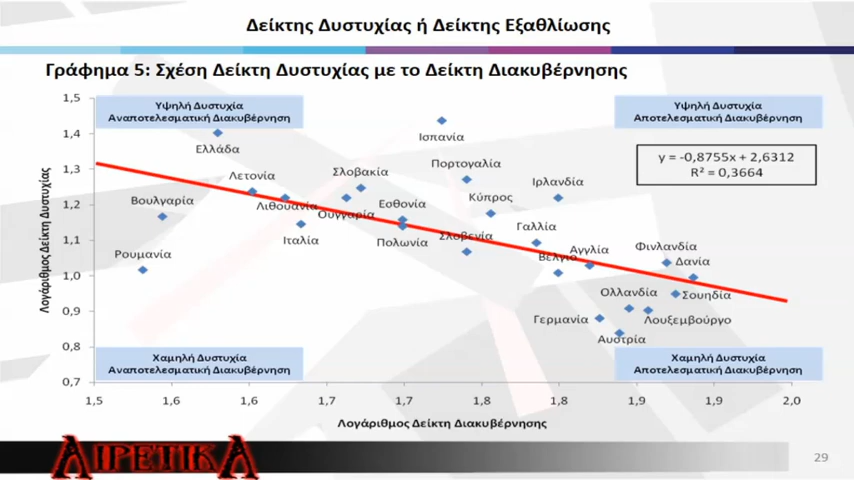 Δείκτης Δυστυχίας ή Δείκτης Εξαθλίωσης
Γράφημα 5: Σχέση Δείκτη Δυστυχίας με το Δείκτη Διακυβέρνησης
1,5
Υψηλή Δυστυχία
Αναποτελεσματική Διακυβέρνηση
Υψηλή Δυστυχία
Αποτελεσματική Διακυβέρνηση
1,4
Ισπανία
Ελλάδα
y = -0,8755x + 2,6312
R² = 0,3664
1,3
Πορτογαλία
Λετονία
Σλοβακία
Ιρλανδία
1,2
Βουλγαρία
Λιθουανία
Ουγγαρία
Εσθονία
Κύπρος
1,1
Ιταλία
Πολωνία
Σλοβενία
Γαλλία
Ρουμανία
Βέλγιο
Αγγλία
Φινλανδία
Δανία
1,0
Ολλανδία
Σουηδία
0,9
Γερμανία
Λουξεμβούργο
Αυστρία
0,8
Χαμηλή Δυστυχία
Αναποτελεσματική Διακυβέρνηση
Χαμηλή Δυστυχία
Αποτελεσματική Διακυβέρνηση
0,7
1,5 1,6 1,6 1,7 1,7 1,8 1,8 1,9 1,9 2,0
Λογάριθμος Δείκτη Δυστυχίας
Λογάριθμος Δείκτη Διακυβέρνησης
ΑΙΡΕΤΙΚΑ
29